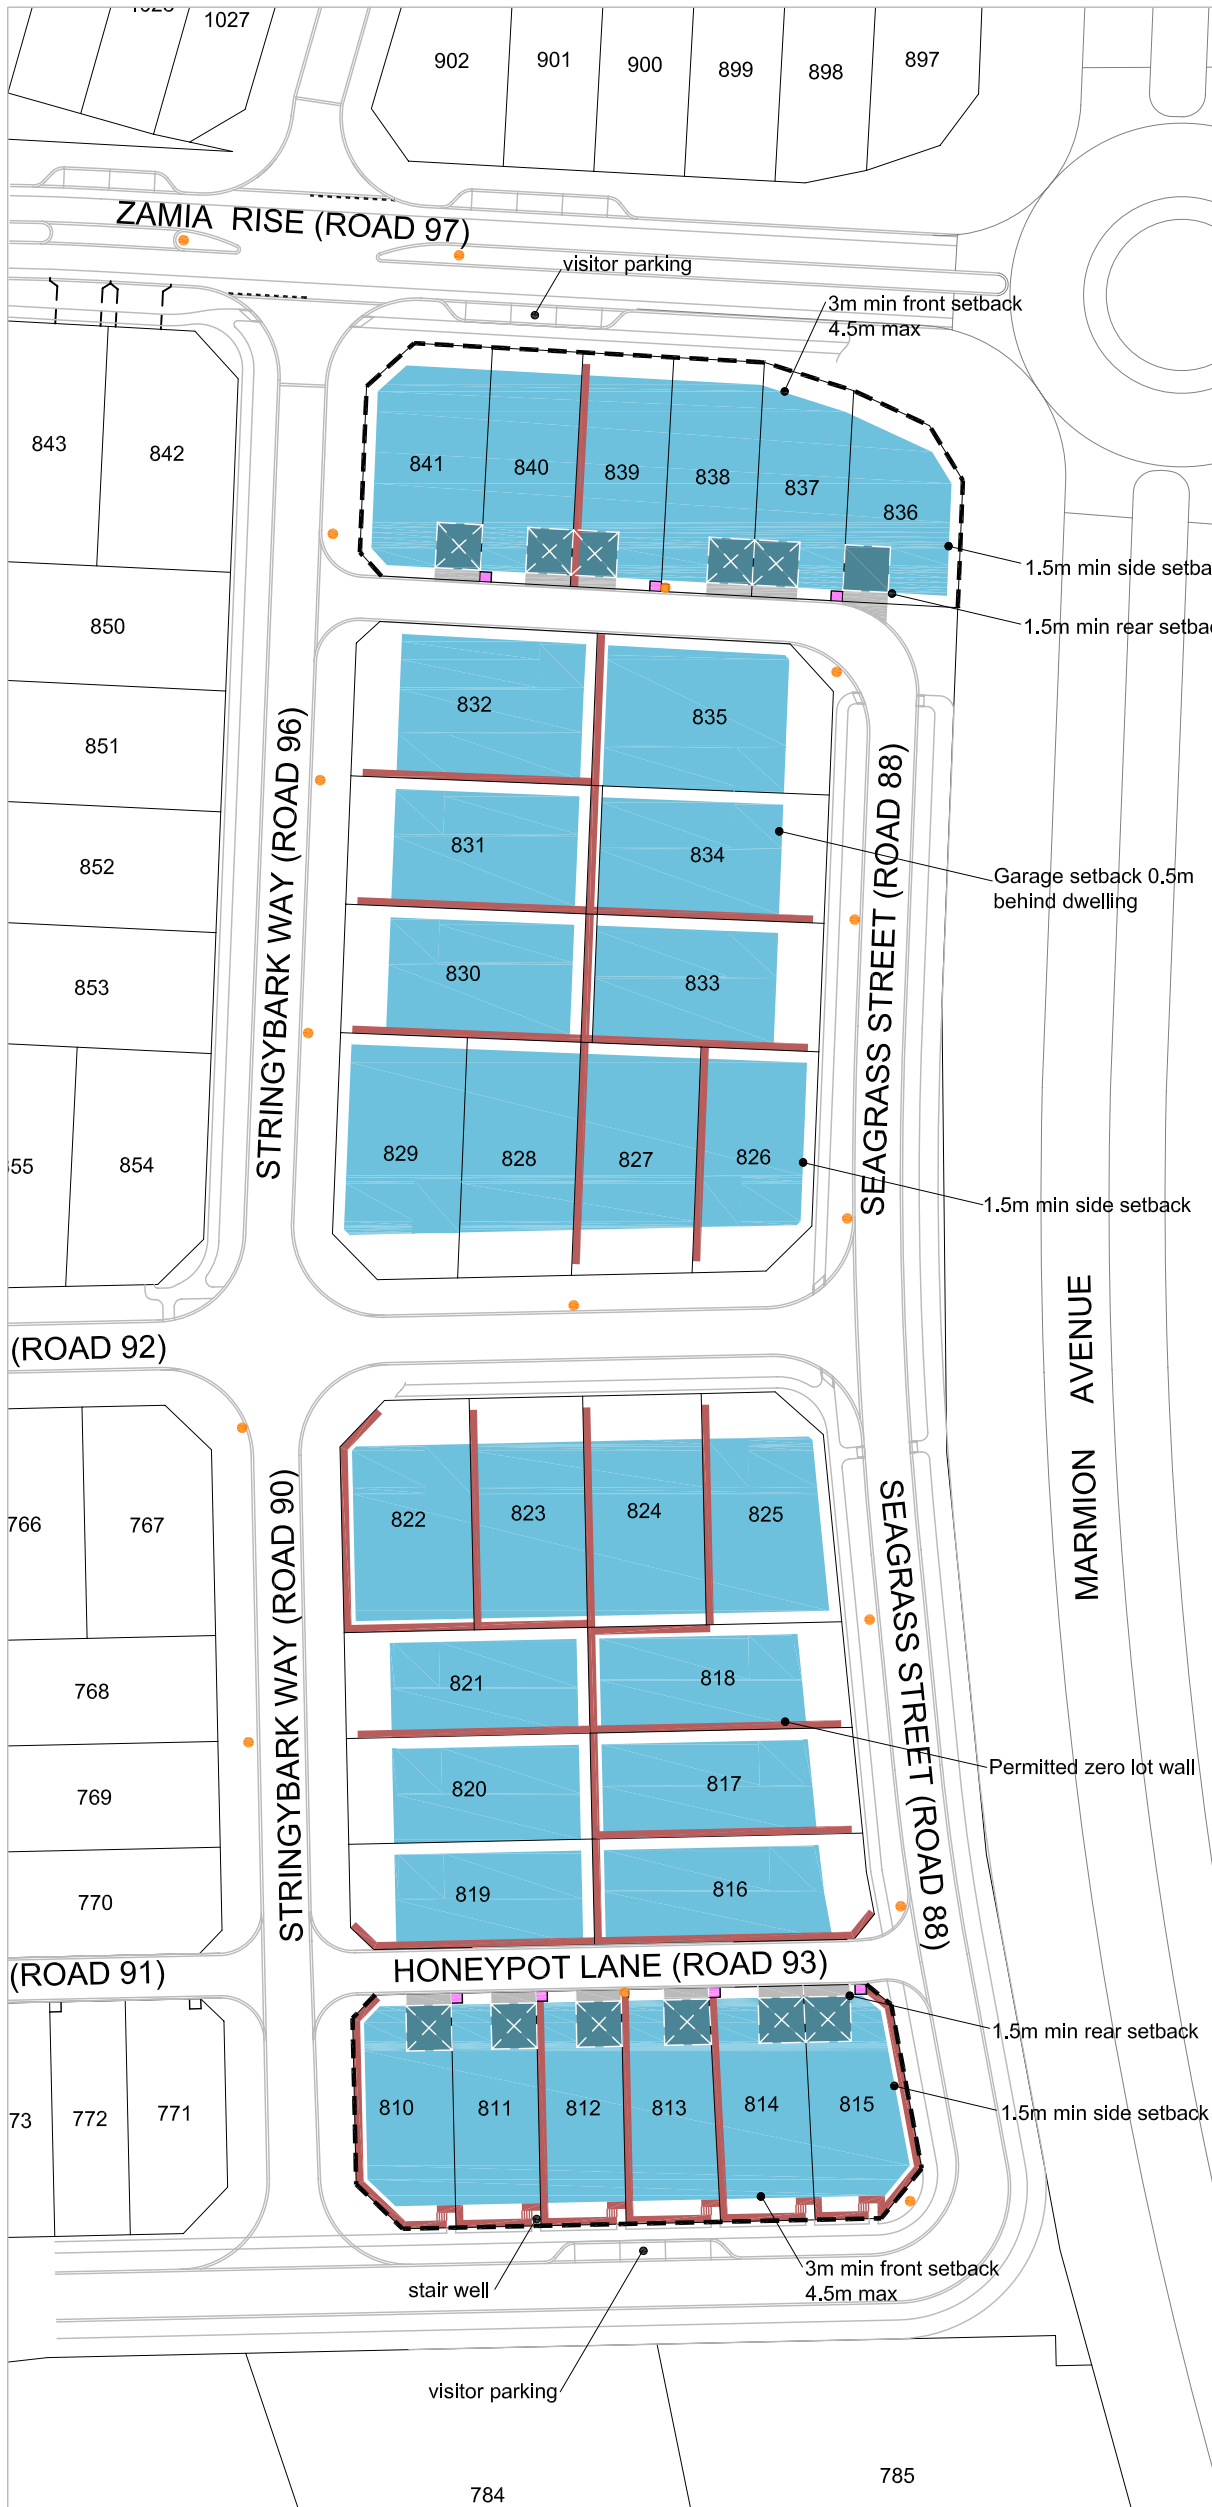 1027
902
901
900
899
898
897
ZAMIA RISE (ROAD 97)
visitor parking
3m min front setback
4.5m max
843
842
841
840
839
838
837
836
1.5m min side setba
1.5m min rear setbac
850
851
852
853
855
854
STRINGYBARK WAY (ROAD 96)
832
835
831
834
830
833
829
828
827
826
SEAGRASS STREET (ROAD 88)
Garage setback 0.5m
behind dwelling
1.5m min side setback
MARMION AVENUE
(ROAD 92)
766
767
768
769
770
STRINGYBARK WAY (ROAD 90)
822
823
824
825
821
818
820
817
819
816
SEAGRASS STREET (ROAD 88)
Permitted zero lot wall
(ROAD 91)
HONEYPOT LANE (ROAD 93)
1.5m min rear setback
1.5m min side setback
73
772
771
810
811
812
813
814
815
stair well
3m min front setback
4.5m max
visitor parking
784
785